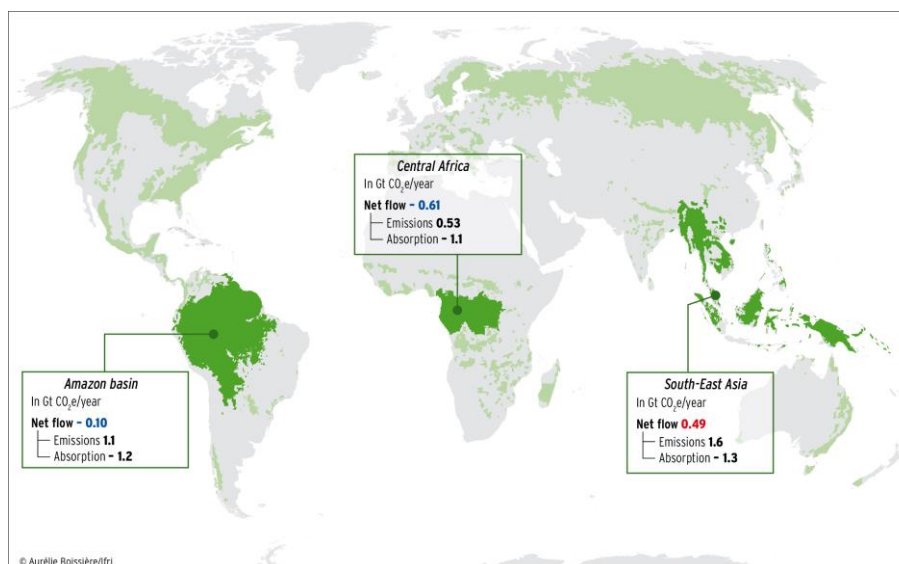 Central Africa
In Gt CO₂e/year
Net flow - 0.61
Emissions 0.53
Absorption - 1.1
Amazon basin
In Gt CO₂e/year
Net flow - 0.10
Emissions 1.1
Absorption - 1.2
South-East Asia
In Gt CO₂e/year
Net flow 0.49
Emissions 1.6
Absorption - 1.3
© Aurélie Boissière/Ifri